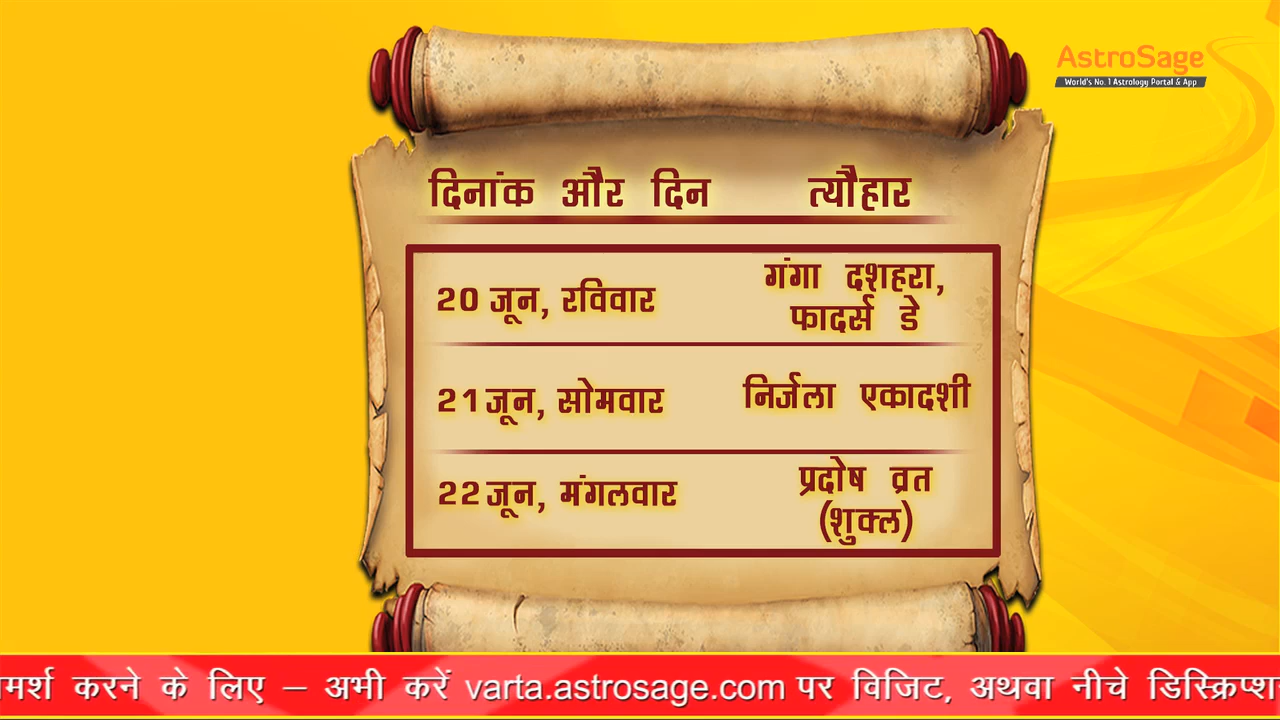 AstroSage
World's No. 1 Astrology Portal & App
दिनांक और दिन त्यौहार
20 जून, रविवार गंगा दशहरा,
फादर्स डे
21 जून, सोमवार निर्जला एकादशी
22 जून, मंगलवार प्रदोष व्रत
(शुक्ल)
करने के लिए – अभी करें varta.astrosage.com पर विजिट, अथवा नीचे